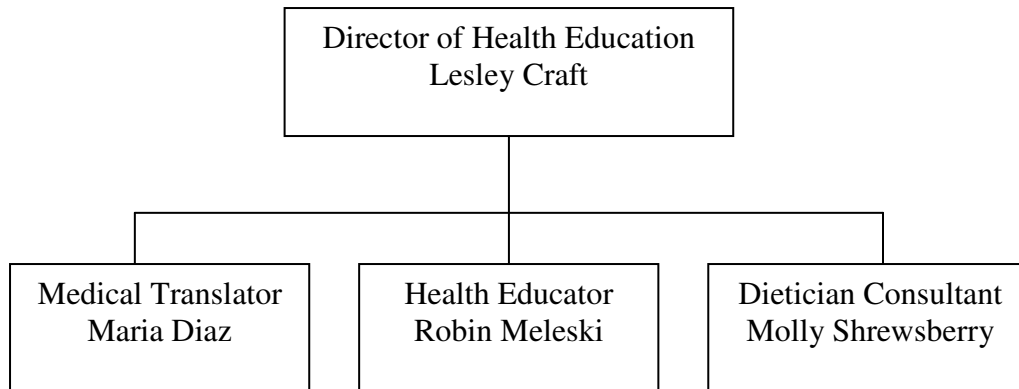 Director of Health Education
Lesley Craft
Medical Translator
Maria Diaz
Health Educator
Robin Meleski
Dietician Consultant
Molly Shrewsberry